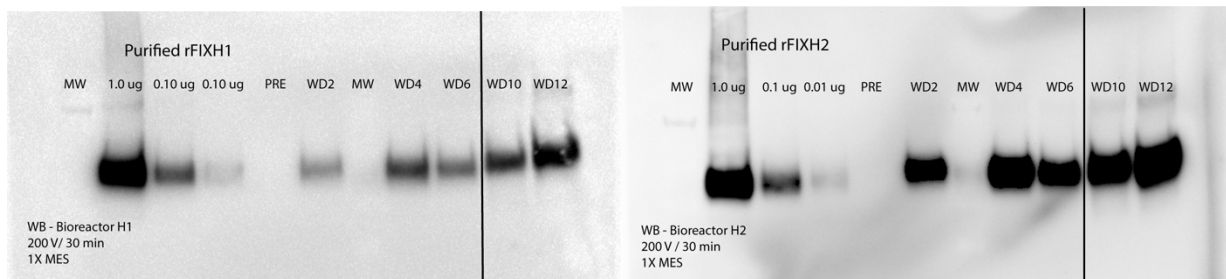 Purified rFIXH1
MW 1.0 ug 0.10 ug 0.10 ug PRE WD2 MW WD4 WD6 WD10 WD12
WB - Bioreactor H1
200 V/ 30 min
1X MES
Purified rFIXH2
MW 1.0 ug 0.1 ug 0.01 ug PRE WD2 MW WD4 WD6 WD10 WD12
WB - Bioreactor H2
200 V/ 30 min
1X MES